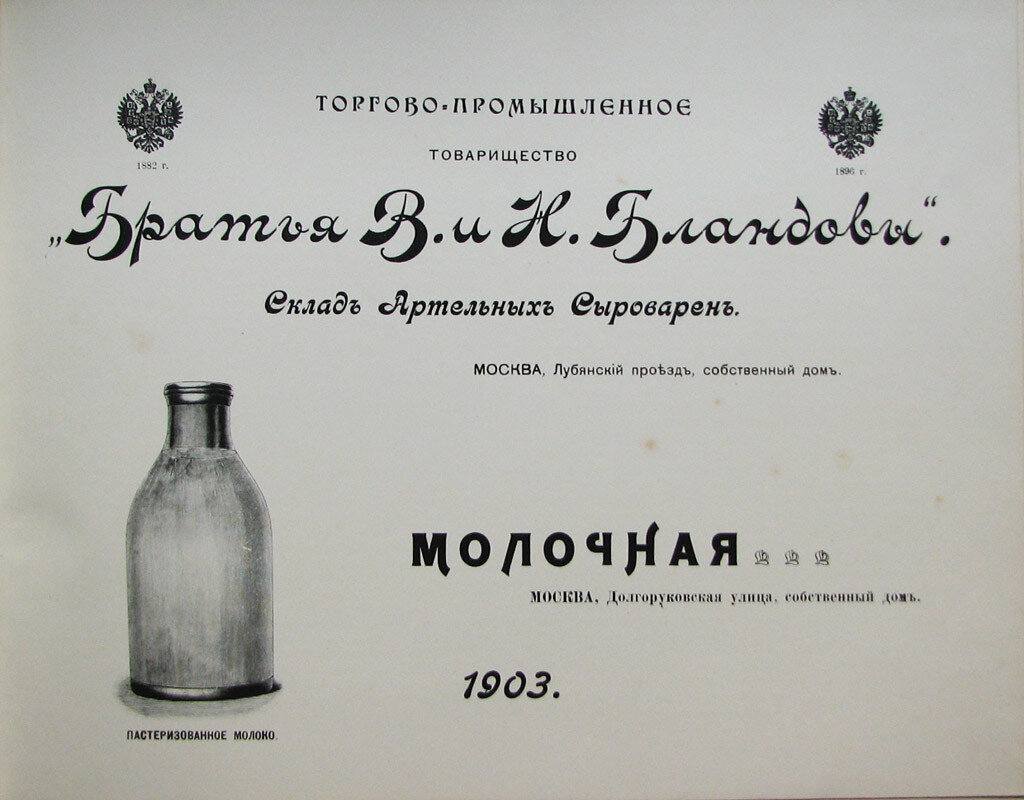 ТОРГОВО-ПРОМЫШЛЕННОЕ
1882 г.
ТОВАРИЩЕСТВО
1896 г.
„Братья В. и Н. Бландовы“.
Складъ Артельныхъ Сыроваренъ.
МОСКВА, Лубянскій проѣздъ, собственный домъ.
МОЛОЧНАЯ
МОСКВА, Долгоруковская улица, собственный домъ.
1903.
ПАСТЕРИЗОВАННОЕ МОЛОКО.